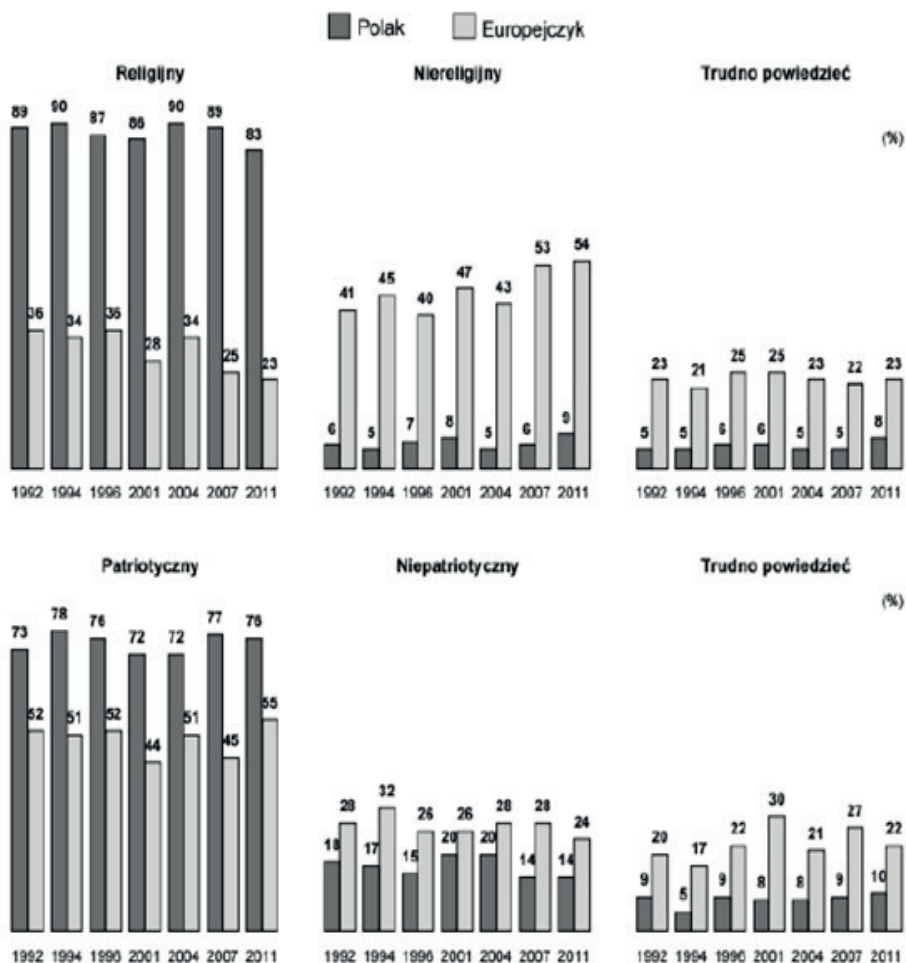 Polak Europejczyk
Religijny Niereligijny Trudno powiedzieć
(%)
89 90 87 86 90 89 83
36 34 35 28 34 25 23
41 45 40 47 43 53 54
6 5 7 8 5 6 9
23 21 25 25 23 22 23
5 5 6 6 5 5 8
1992 1994 1996 2001 2004 2007 2011 1992 1994 1996 2001 2004 2007 2011 1992 1994 1996 2001 2004 2007 2011
Patriotyczny Niepatriotyczny Trudno powiedzieć
(%)
73 78 76 72 72 77 76
52 51 52 44 51 45 55
28 32 26 26 28 28 24
18 17 15 20 20 14 14
20 17 22 30 21 27 22
9 5 9 8 8 9 10
1992 1994 1996 2001 2004 2007 2011 1992 1994 1996 2001 2004 2007 2011 1992 1994 1996 2001 2004 2007 2011